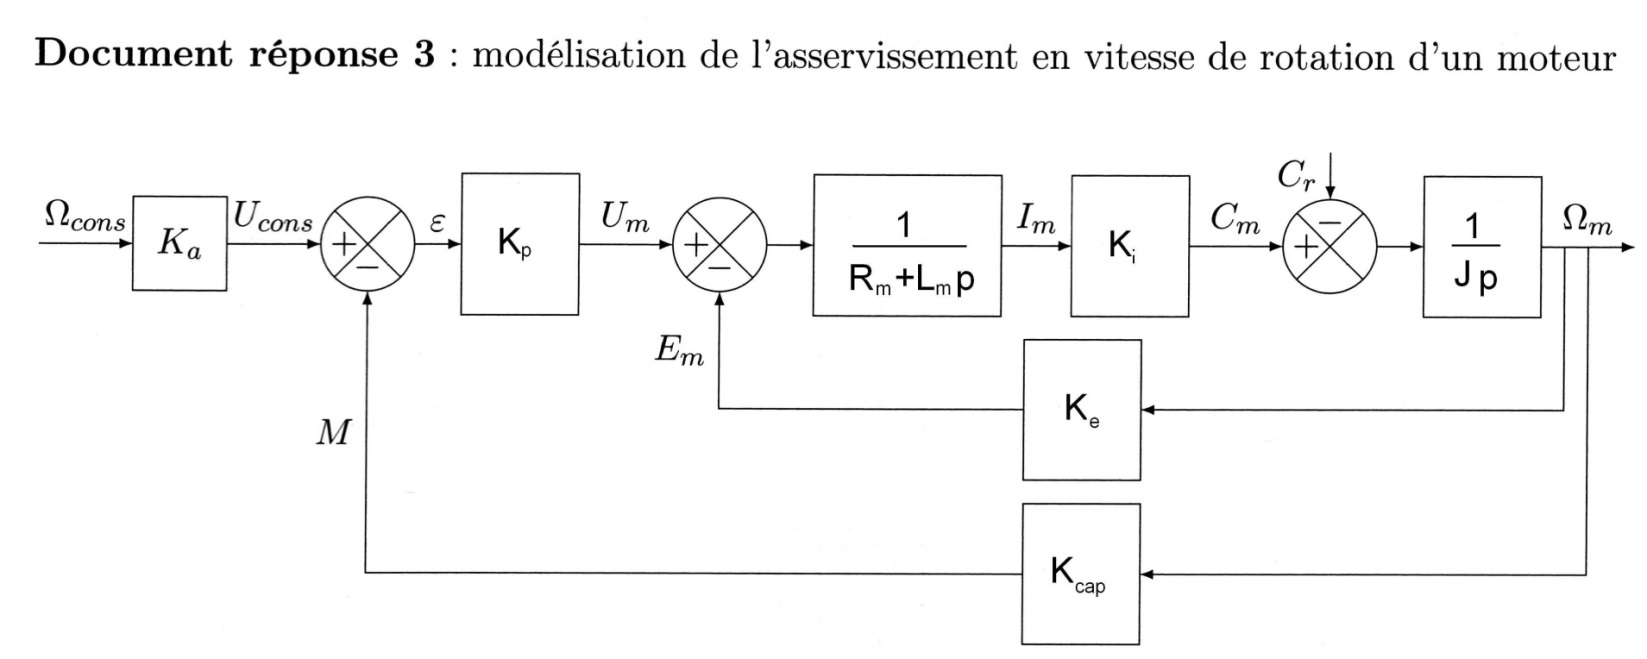 Document réponse 3 : modélisation de l'asservissement en vitesse de rotation d'un moteur
Ω_cons
K_a
U_cons
+
−
ε
K_p
U_m
+
−
1
R_m+L_m p
I_m
K_i
C_m
C_r
−
+
1
J p
Ω_m
E_m
K_e
M
K_cap